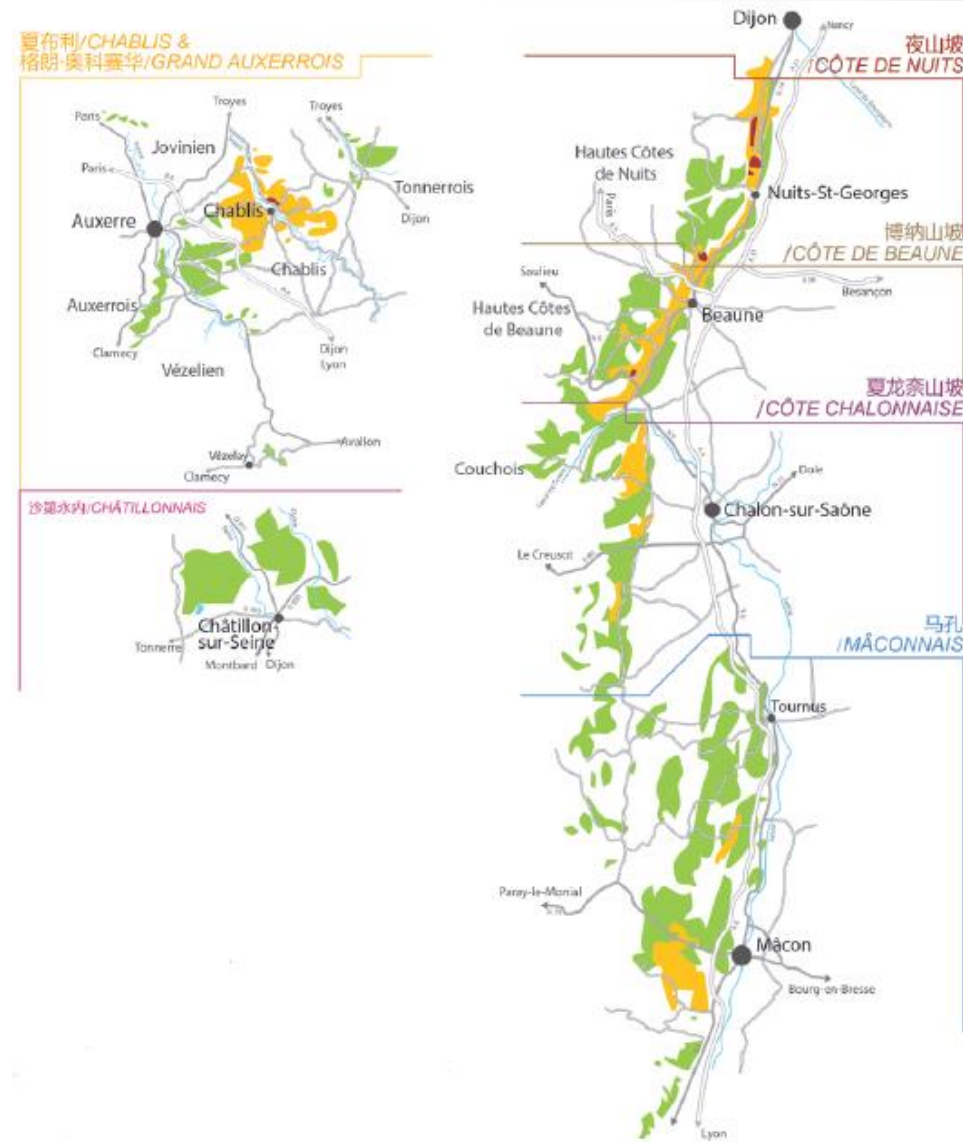 夏布利/CHABLIS &
格朗·奥科赛华/GRAND AUXERROIS
Troyes
Troyes
Paris
Jovinien
Paris
Tonnerrois
Chablis
Dijon
Auxerre
Chablis
Auxerrois
Clamecy
Dijon
Lyon
Vézelien
Avallon
Vézelay
Clamecy
沙第永内/CHÂTILLONNAIS
Châtillon
-sur-Seine
Tonnerre
Montbard
Dijon
Dijon
Nancy
夜山坡
/CÔTE DE NUITS
Hautes Côtes
de Nuits
Paris
Nuits-St-Georges
博纳山坡
/CÔTE DE BEAUNE
Saulieu
Besançon
Hautes Côtes
de Beaune
Beaune
夏龙奈山坡
/CÔTE CHALONNAISE
Couchois
Dole
Chalon-sur-Saône
Le Creusot
马孔
/MÂCONNAIS
Tournus
Paray-le-Monial
Mâcon
Bourg-en-Bresse
Lyon